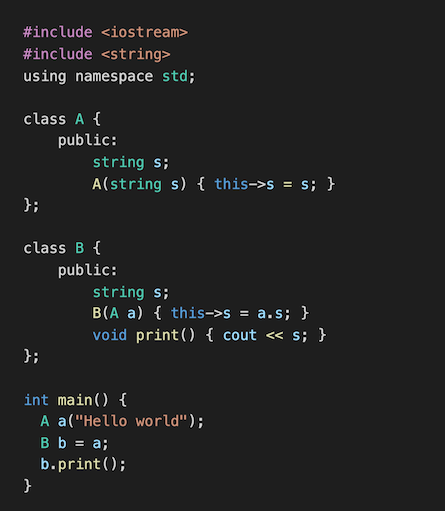 #include <iostream>
#include <string>
using namespace std;

class A {
    public:
        string s;
        A(string s) { this->s = s; }
};

class B {
    public:
        string s;
        B(A a) { this->s = a.s; }
        void print() { cout << s; }
};

int main() {
  A a("Hello world");
  B b = a;
  b.print();
}